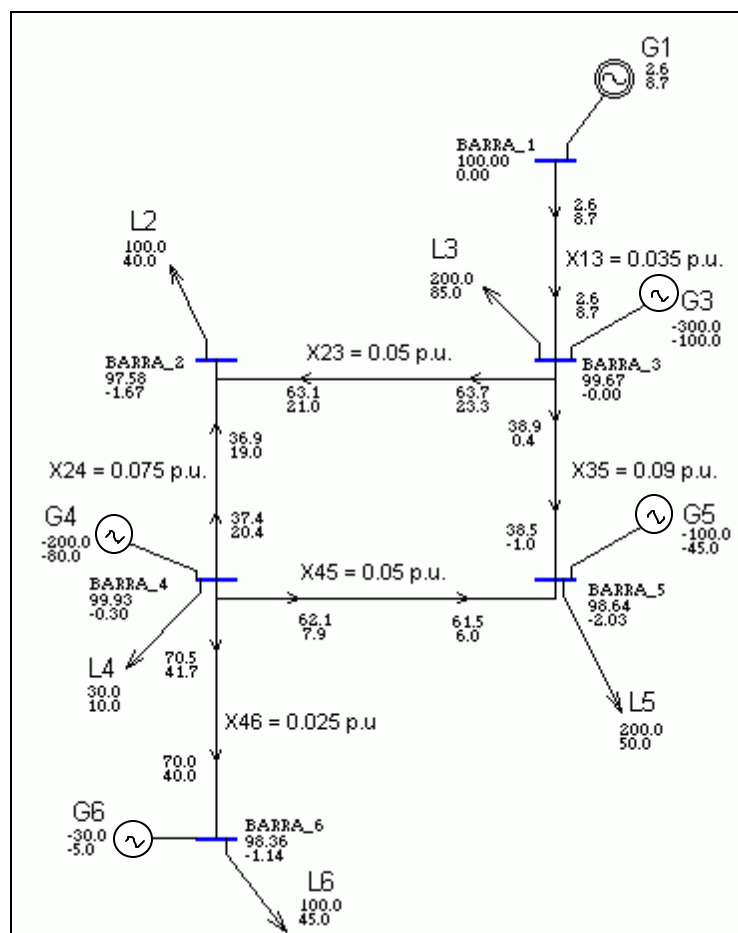 G1
2.6
8.7
BARRA_1
100.00
0.00
2.6
8.7
L2
100.0
40.0
L3
200.0
85.0
X13 = 0.035 p.u.
2.6
8.7
G3
-300.0
-100.0
X23 = 0.05 p.u.
BARRA_2
97.58
-1.67
BARRA_3
99.67
-0.00
63.1
21.0
63.7
23.3
36.9
19.0
38.9
0.4
X24 = 0.075 p.u.
X35 = 0.09 p.u.
G4
-200.0
-80.0
37.4
20.4
38.5
-1.0
G5
-100.0
-45.0
X45 = 0.05 p.u.
BARRA_4
99.93
-0.30
BARRA_5
98.64
-2.03
62.1
7.9
61.5
6.0
L4
30.0
10.0
70.5
41.7
L5
200.0
50.0
X46 = 0.025 p.u
70.0
40.0
G6
-30.0
-5.0
BARRA_6
98.36
-1.14
L6
100.0
45.0